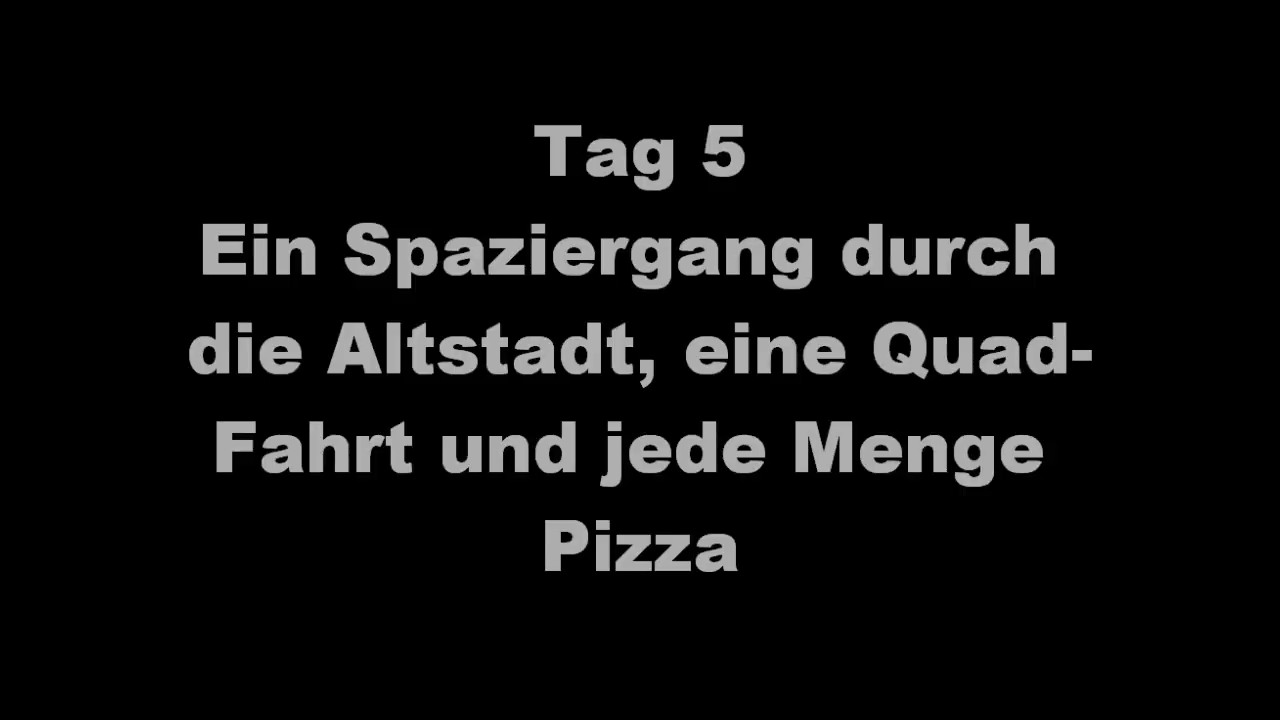 Tag 5
Ein Spaziergang durch
die Altstadt, eine Quad-
Fahrt und jede Menge
Pizza